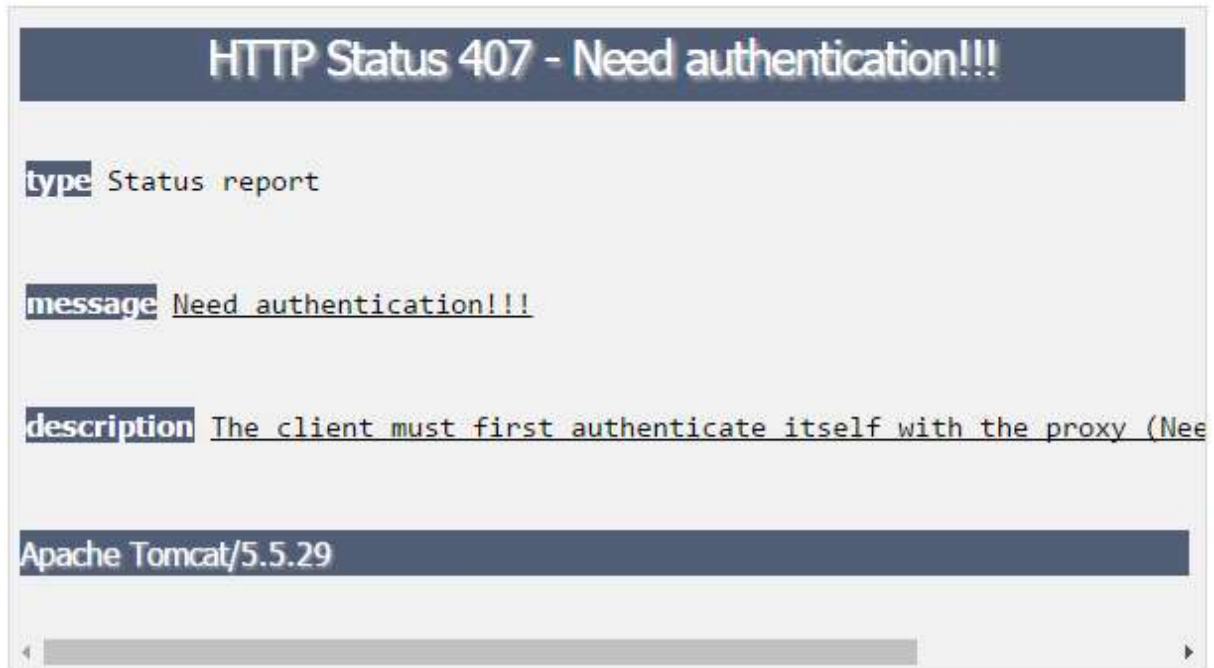 HTTP Status 407 - Need authentication!!!
type Status report
message Need authentication!!!
description The client must first authenticate itself with the proxy (Nee
Apache Tomcat/5.5.29